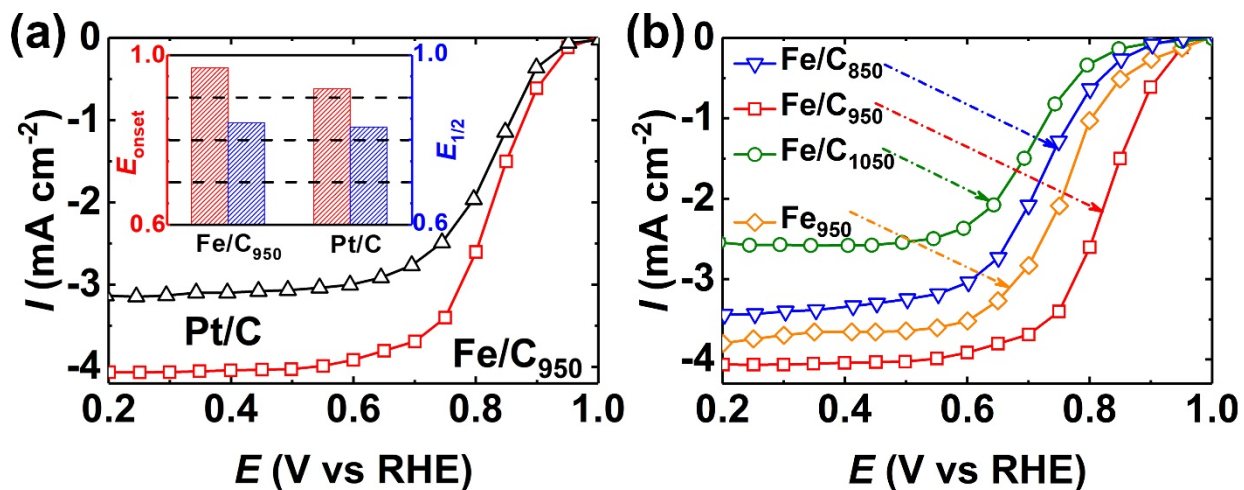 (a)
0
-1
-2
-3
-4
I (mA cm⁻²)
1.0
0.6
E_onset
1.0
0.6
E_1/2
Fe/C₉₅₀ Pt/C
Pt/C
Fe/C₉₅₀
0.2 0.4 0.6 0.8 1.0
E (V vs RHE)
(b)
0
-1
-2
-3
-4
I (mA cm⁻²)
Fe/C₈₅₀
Fe/C₉₅₀
Fe/C₁₀₅₀
Fe₉₅₀
0.2 0.4 0.6 0.8 1.0
E (V vs RHE)